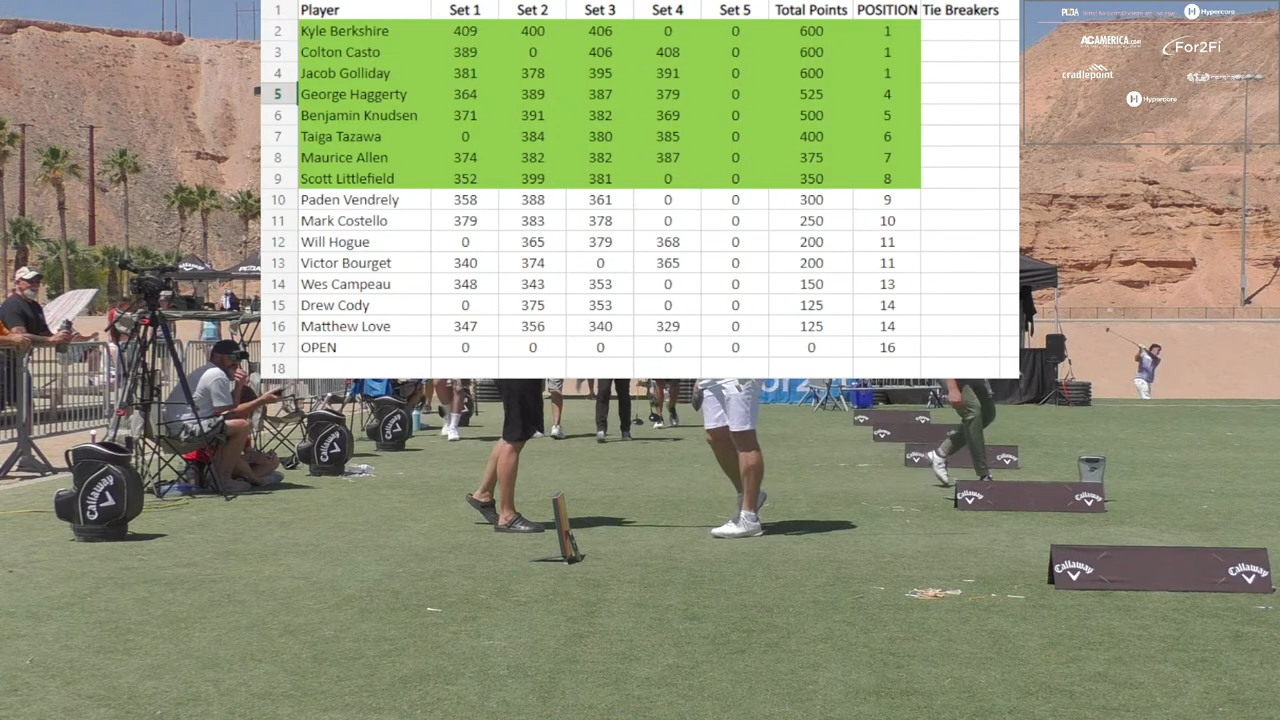 1 Player Set 1 Set 2 Set 3 Set 4 Set 5 Total Points POSITION Tie Breakers
2 Kyle Berkshire 409 400 406 0 0 600 1
3 Colton Casto 389 0 406 408 0 600 1
4 Jacob Golliday 381 378 395 391 0 600 1
5 George Haggerty 364 389 387 379 0 525 4
6 Benjamin Knudsen 371 391 382 369 0 500 5
7 Taiga Tazawa 0 384 380 385 0 400 6
8 Maurice Allen 374 382 382 387 0 375 7
9 Scott Littlefield 352 399 381 0 0 350 8
10 Paden Vendrely 358 388 361 0 0 300 9
11 Mark Costello 379 383 378 0 0 250 10
12 Will Hogue 0 365 379 368 0 200 11
13 Victor Bourget 340 374 0 365 0 200 11
14 Wes Campeau 348 343 353 0 0 150 13
15 Drew Cody 0 375 353 0 0 125 14
16 Matthew Love 347 356 340 329 0 125 14
17 OPEN 0 0 0 0 0 0 16
18
PLDA
Hypercore
ACAMERICA.com
For2Fi
cradlepoint
Hypercore
Callaway
Callaway
Callaway
Callaway
Callaway
Callaway
Callaway
Callaway